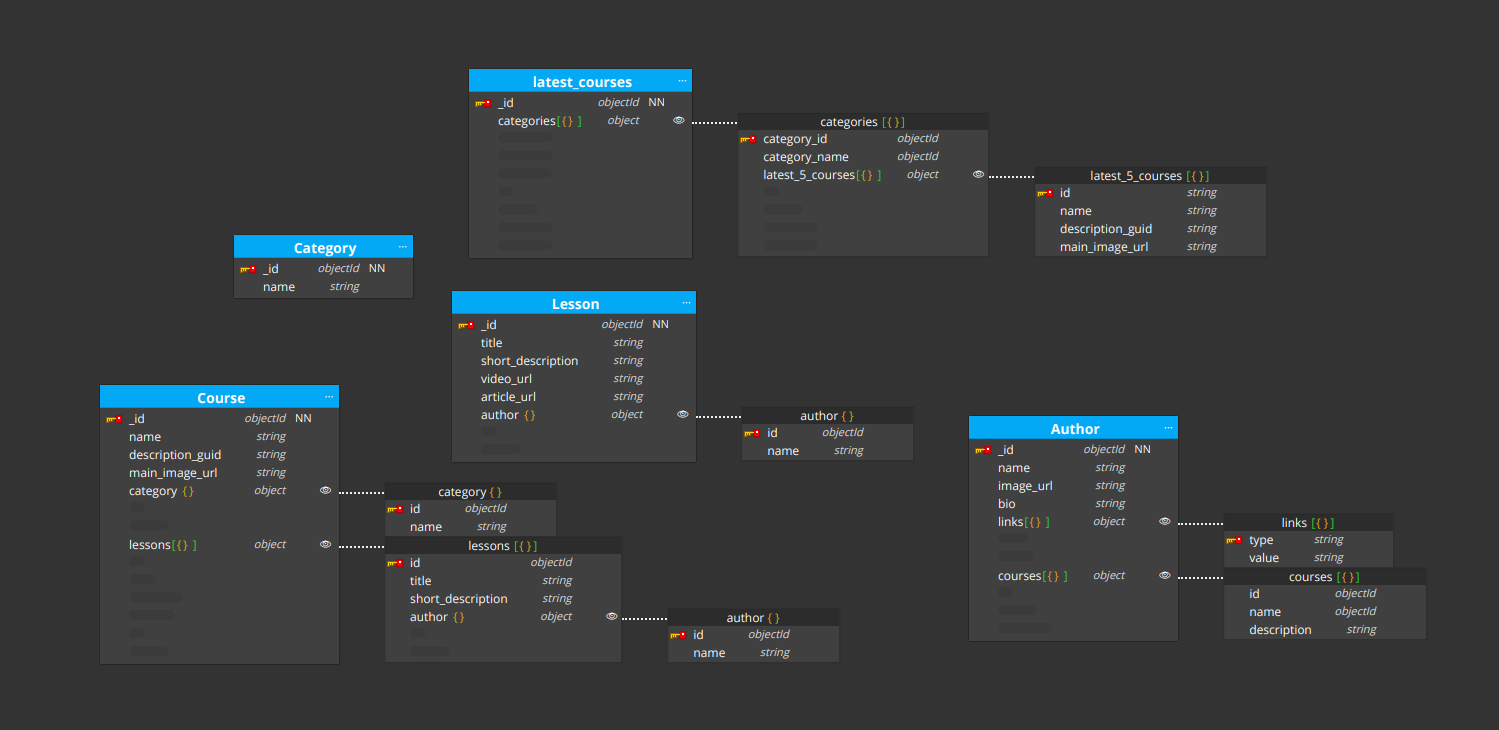 latest_courses ...
_id objectId NN
categories[{} ] object
categories [{}]
category_id objectId
category_name objectId
latest_5_courses[{} ] object
latest_5_courses [{}]
id string
name string
description_guid string
main_image_url string
Category ...
_id objectId NN
name string
Lesson ...
_id objectId NN
title string
short_description string
video_url string
article_url string
author {} object
author {}
id objectId
name string
Course ...
_id objectId NN
name string
description_guid string
main_image_url string
category {} object
lessons[{} ] object
category {}
id objectId
name string
lessons [{}]
id objectId
title string
short_description string
author {} object
author {}
id objectId
name string
Author ...
_id objectId NN
name string
image_url string
bio string
links[{} ] object
courses[{} ] object
links [{}]
type string
value string
courses [{}]
id objectId
name objectId
description string